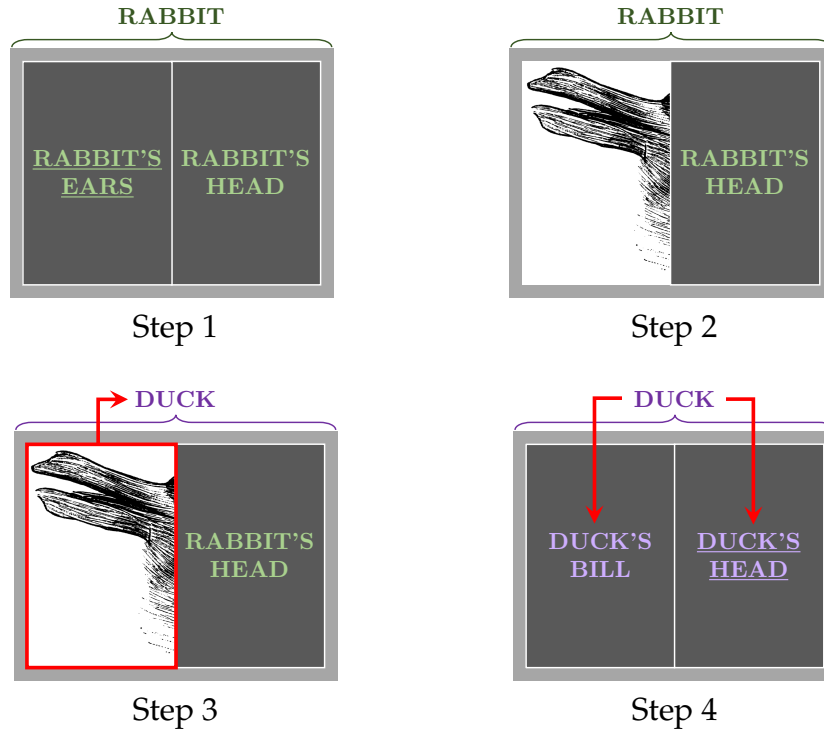 RABBIT
RABBIT'S
EARS
RABBIT'S
HEAD
Step 1
RABBIT
RABBIT'S
HEAD
Step 2
DUCK
RABBIT'S
HEAD
Step 3
DUCK
DUCK'S
BILL
DUCK'S
HEAD
Step 4